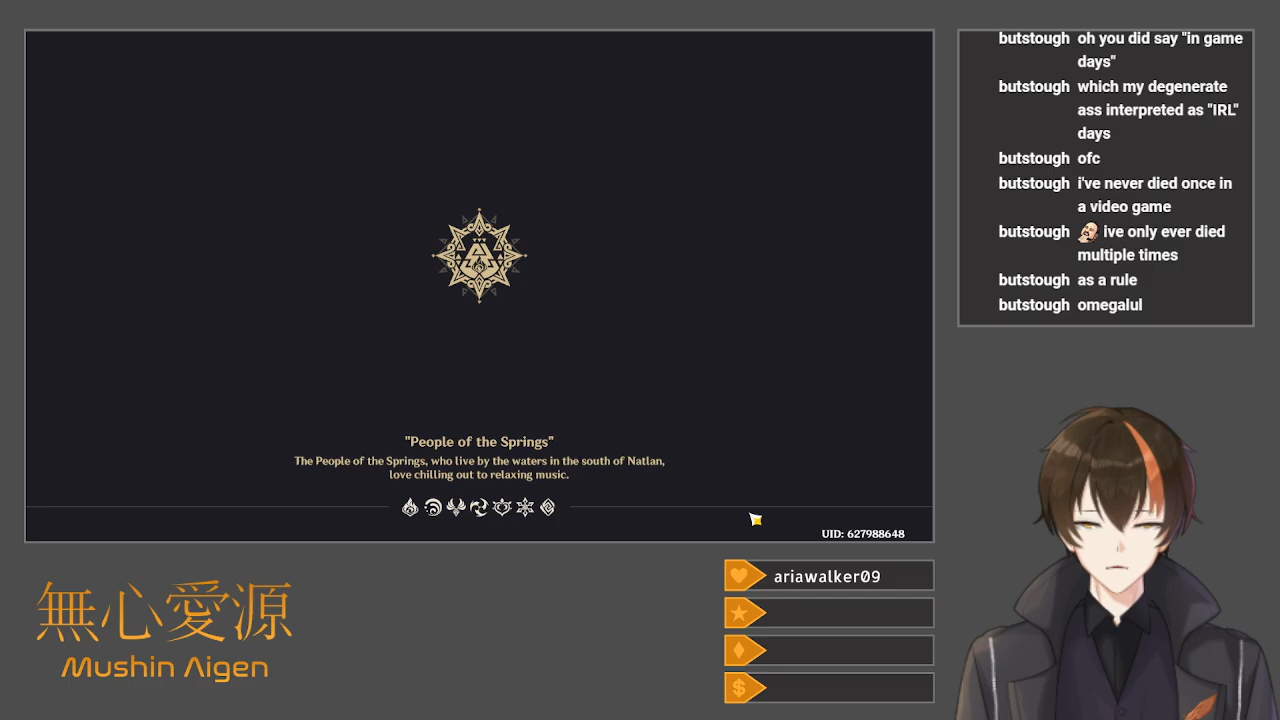 butstough oh you did say "in game
days"
butstough which my degenerate
ass interpreted as "IRL"
days
butstough ofc
butstough i've never died once in
a video game
butstough ive only ever died
multiple times
butstough as a rule
butstough omegalul
"People of the Springs"
The People of the Springs, who live by the waters in the south of Natlan,
love chilling out to relaxing music.
UID: 627988648
ariawalker09
$
無心愛源
Mushin Aigen